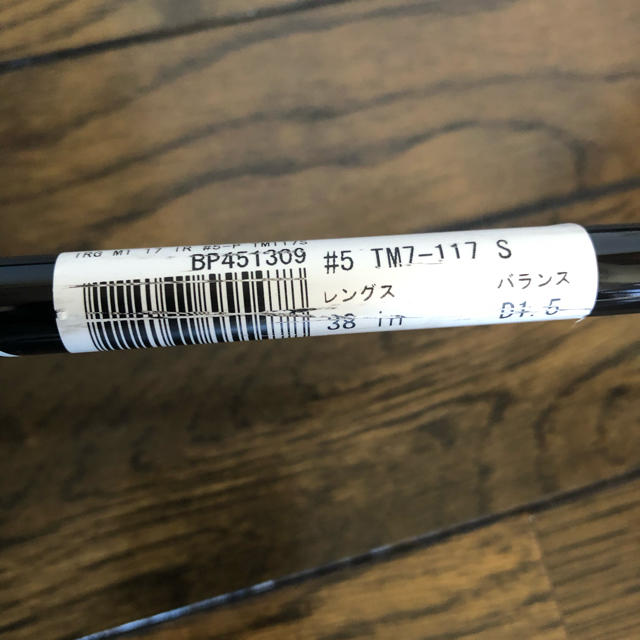 TRG M1 17 IR #5-P TM117S
BP451309
#5 TM7-117 S
レングス バランス
38 in D1.5